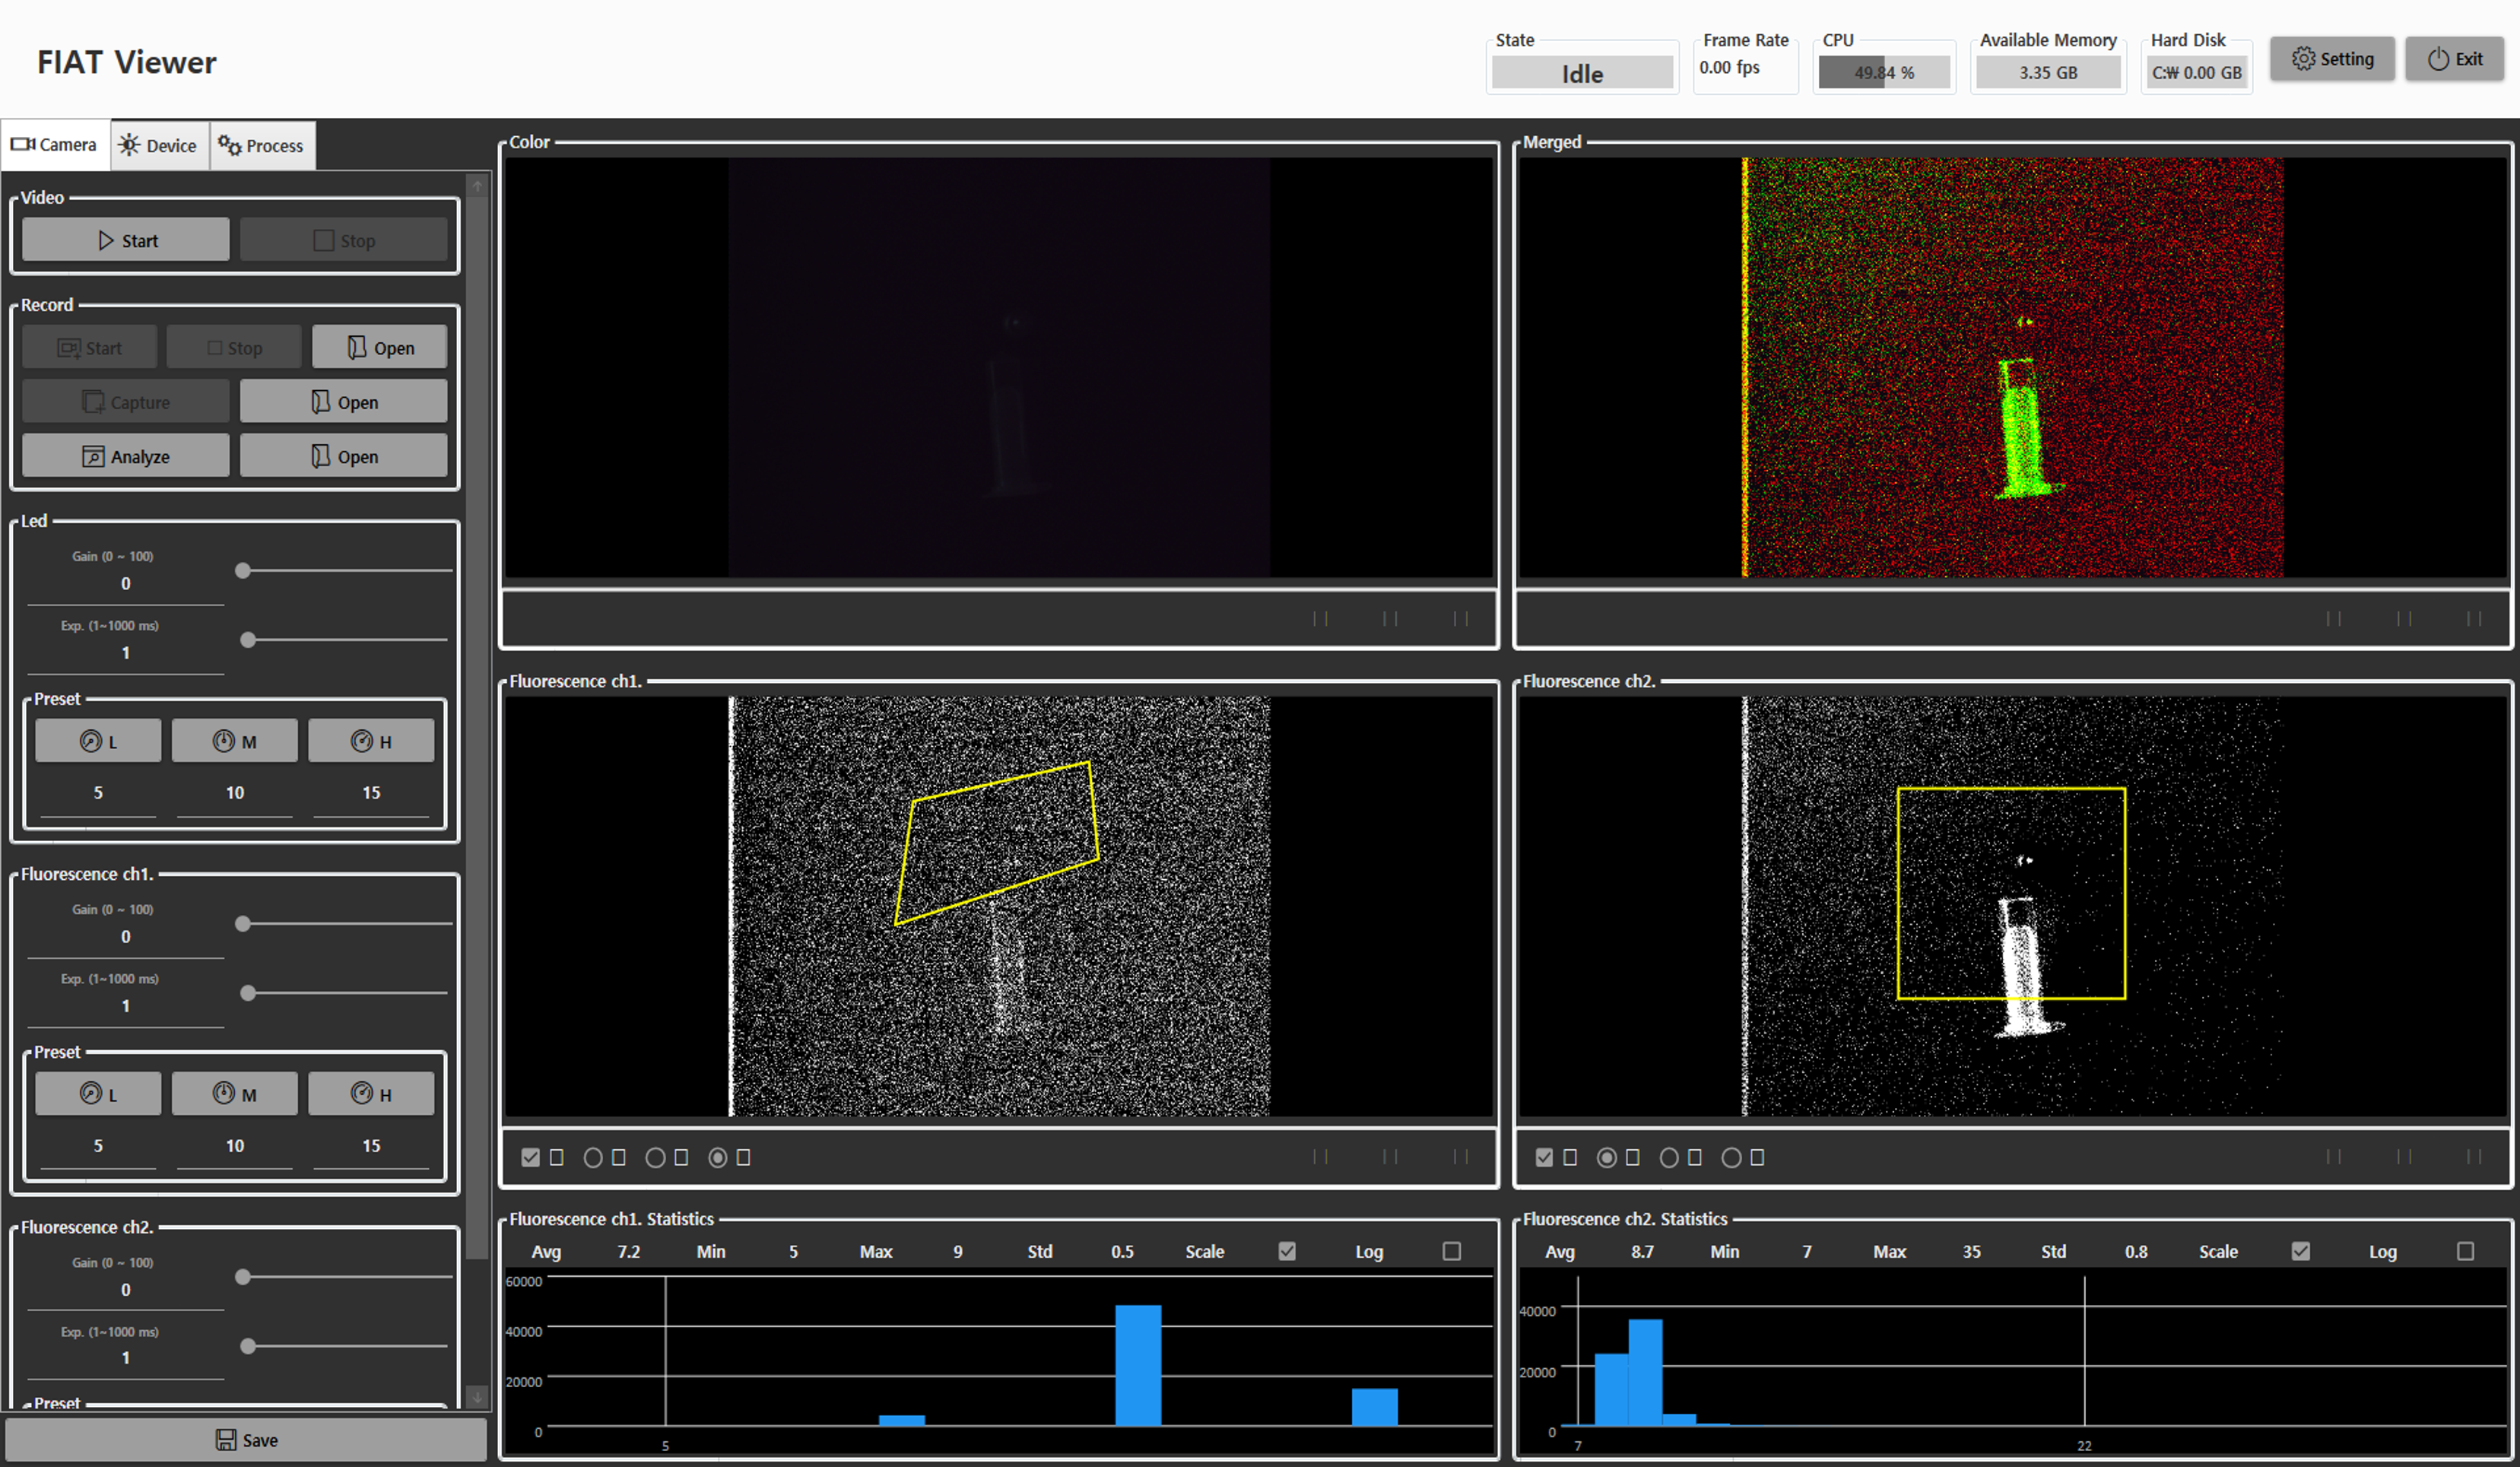 FIAT Viewer
State
Idle
Frame Rate
0.00 fps
CPU
49.84 %
Available Memory
3.35 GB
Hard Disk
C:₩ 0.00 GB
Setting
Exit
Camera
Device
Process
Video
Start
Stop
Record
Start
Stop
Open
Capture
Open
Analyze
Open
Led
Gain (0 ~ 100)
0
Exp. (1~1000 ms)
1
Preset
L
M
H
5
10
15
Fluorescence ch1.
Gain (0 ~ 100)
0
Exp. (1~1000 ms)
1
Preset
L
M
H
5
10
15
Fluorescence ch2.
Gain (0 ~ 100)
0
Exp. (1~1000 ms)
1
Preset
Save
Color
Merged
Fluorescence ch1.
Fluorescence ch2.
Fluorescence ch1. Statistics
Avg 7.2 Min 5 Max 9 Std 0.5 Scale Log
60000
40000
20000
0
5
Fluorescence ch2. Statistics
Avg 8.7 Min 7 Max 35 Std 0.8 Scale Log
40000
20000
0
7 22